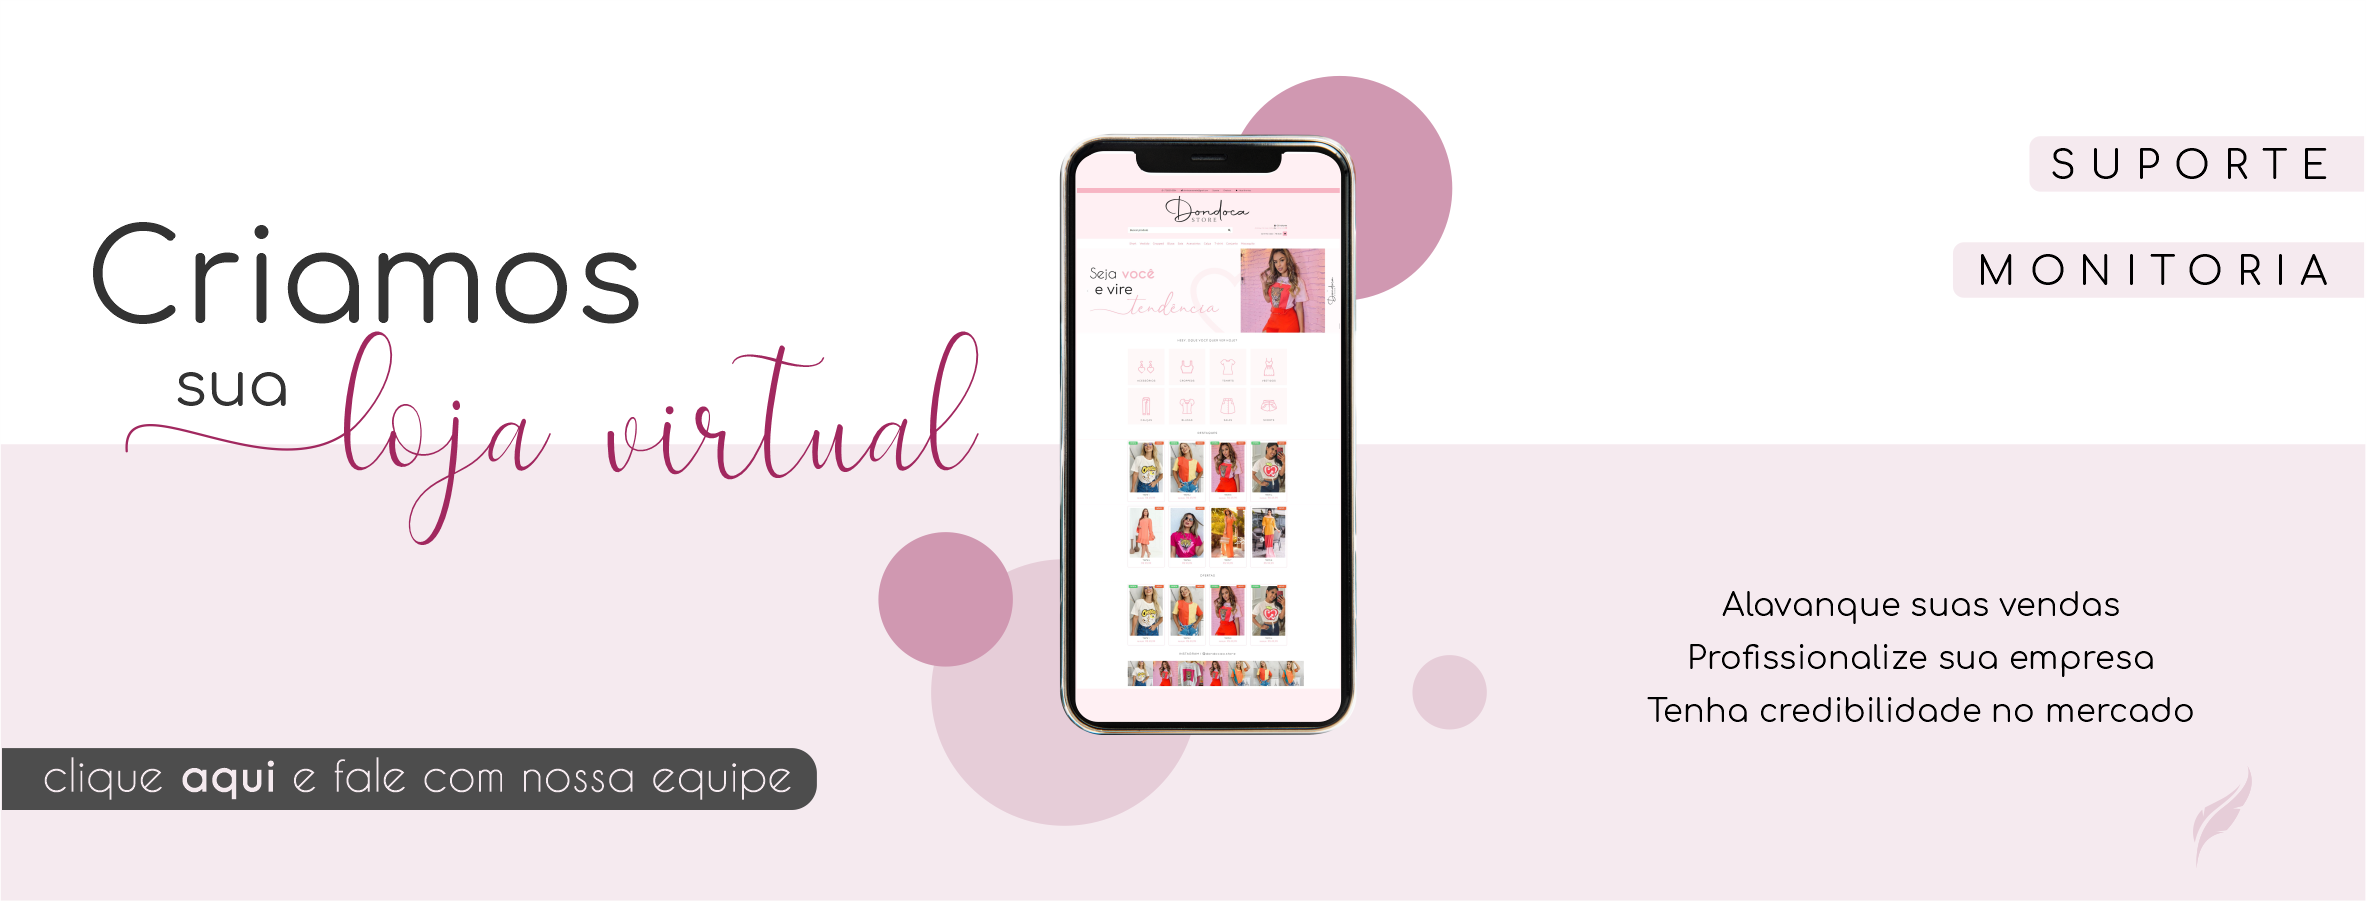 Criamos
sua loja virtual
clique aqui e fale com nossa equipe
Dondoca
STORE
Seja você
e vire
tendência
SUPORTE
MONITORIA
Alavanque suas vendas
Profissionalize sua empresa
Tenha credibilidade no mercado